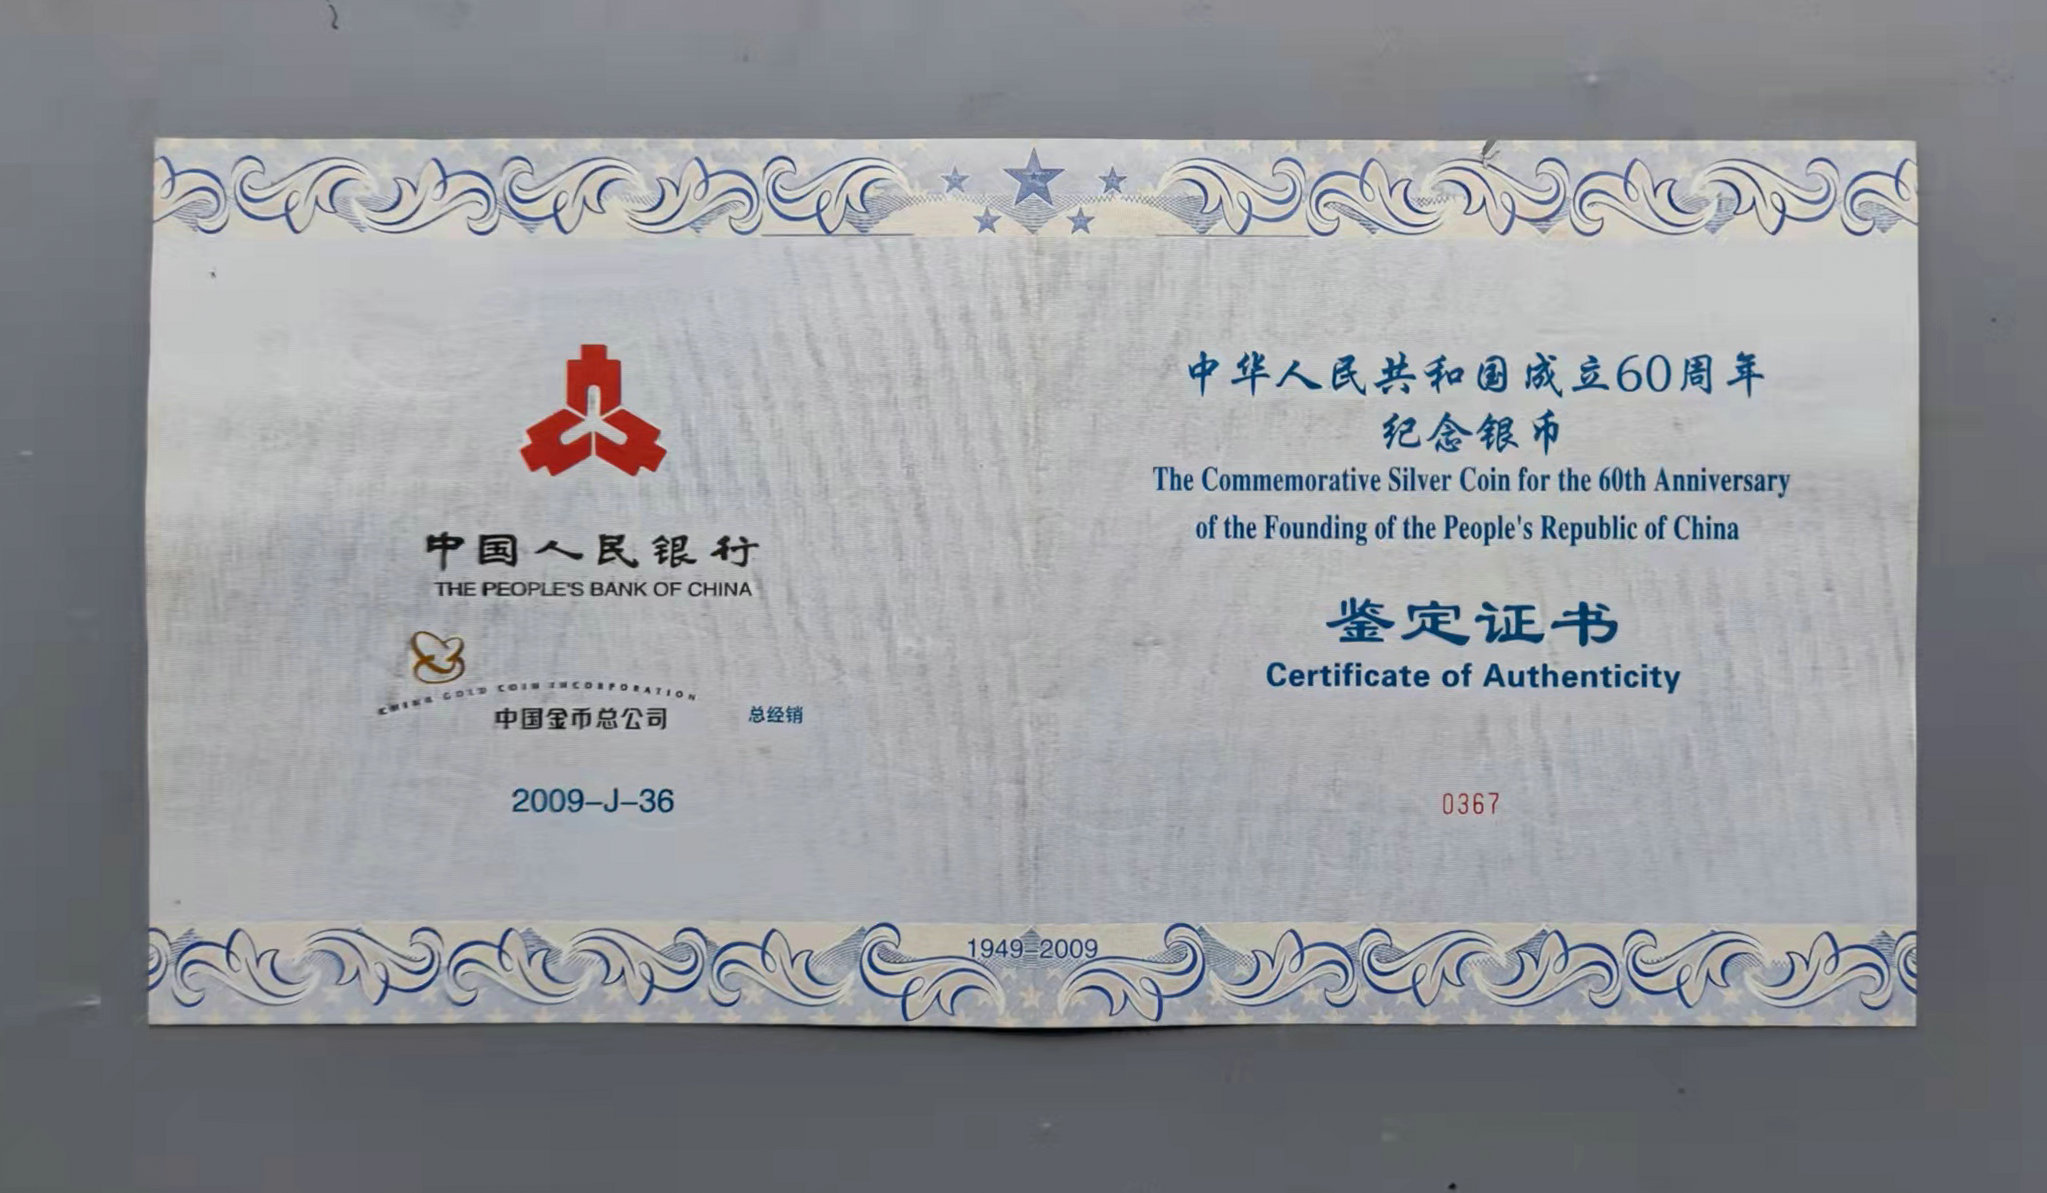 中国人民银行
THE PEOPLE'S BANK OF CHINA
CHINA GOLD COIN INCORPORATION
中国金币总公司 总经销
2009-J-36
中华人民共和国成立60周年
纪念银币
The Commemorative Silver Coin for the 60th Anniversary
of the Founding of the People's Republic of China
鉴定证书
Certificate of Authenticity
0367
1949-2009